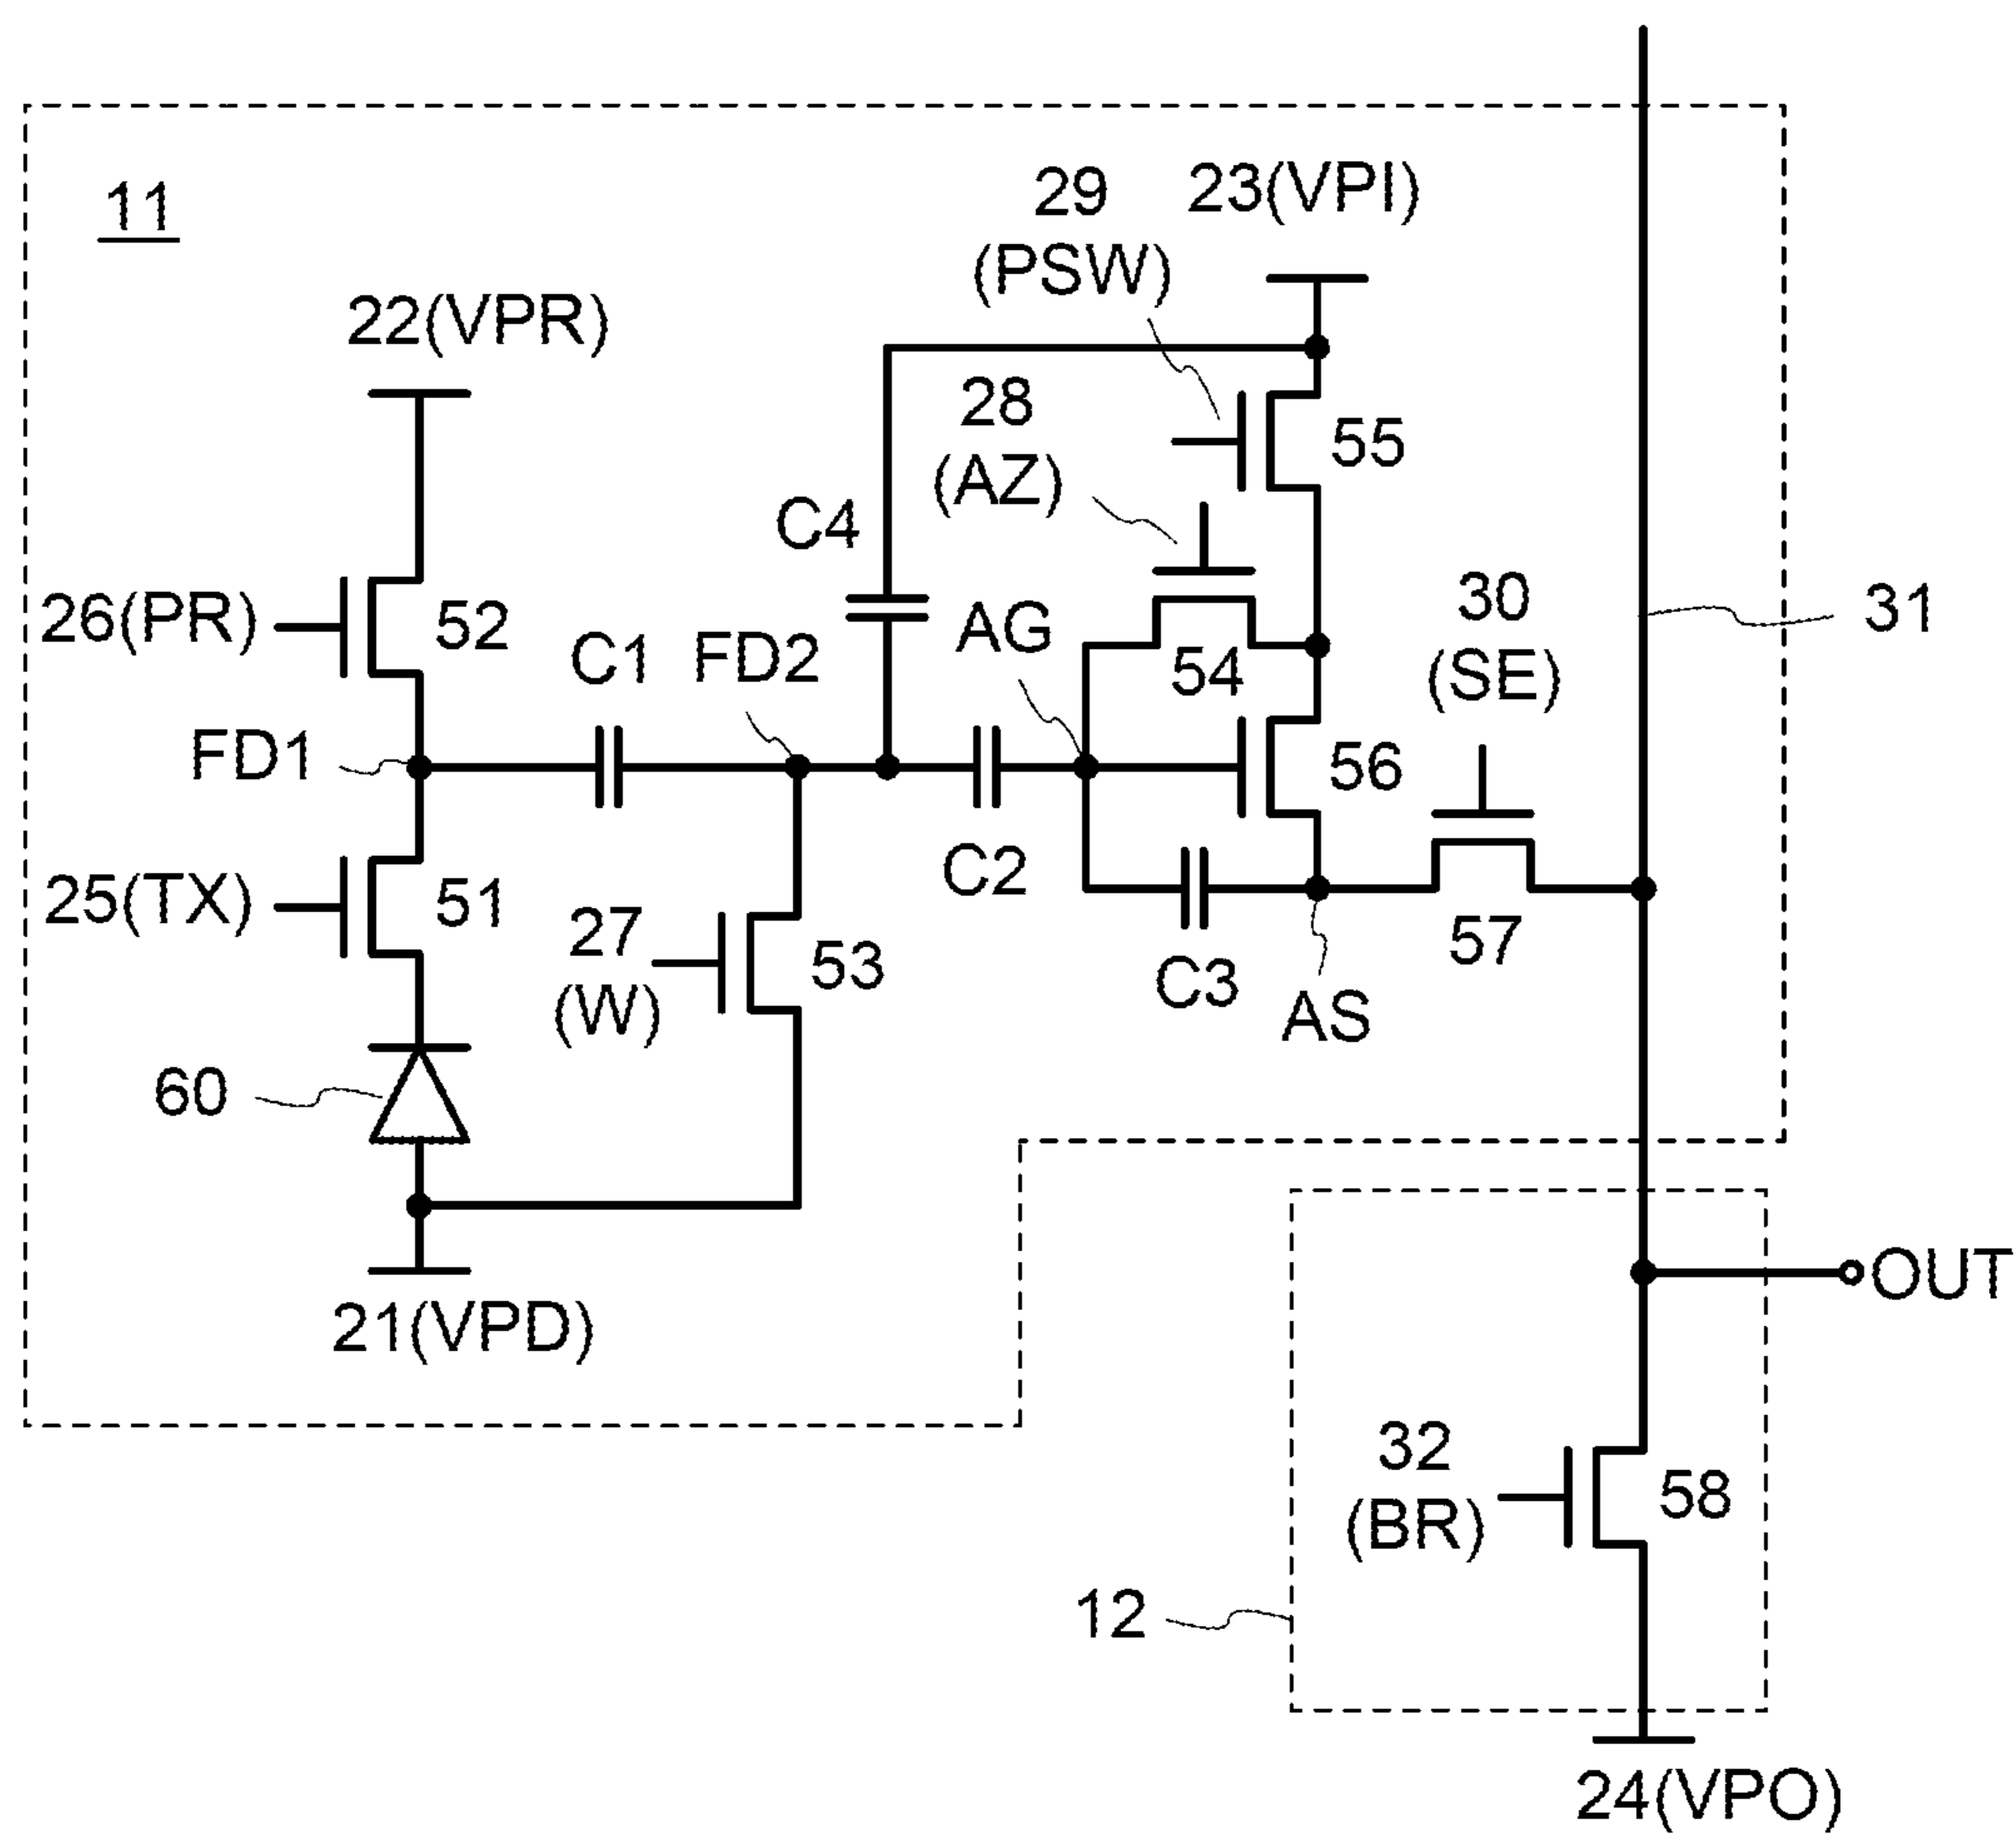 11
29
(PSW)
23(VPI)
22(VPR)
28
(AZ)
55
C4
26(PR)
52
C1
FD2
AG
54
30
(SE)
31
FD1
56
25(TX)
51
27
(W)
53
C2
C3
57
AS
60
21(VPD)
OUT
32
(BR)
58
12
24(VPO)